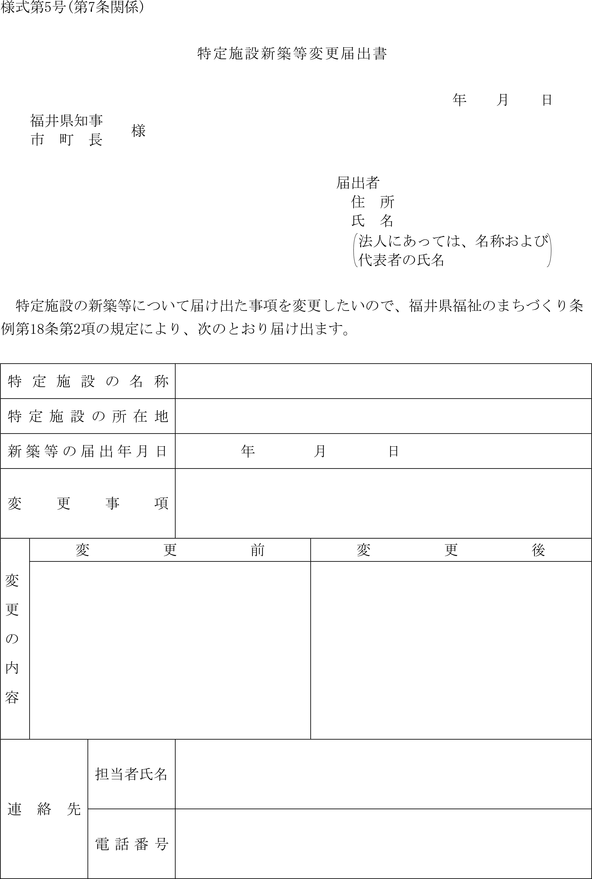 様式第5号(第7条関係)
特定施設新築等変更届出書
年　　月　　日
福井県知事
市　町　長　　様
届出者
住　所
氏　名
(法人にあっては、名称および
代表者の氏名)
特定施設の新築等について届け出た事項を変更したいので、福井県福祉のまちづくり条
例第18条第2項の規定により、次のとおり届け出ます。
特定施設の名称
特定施設の所在地
新築等の届出年月日　　年　　月　　日
変更事項
変更の内容
変更前　　変更後
連絡先
担当者氏名
電話番号